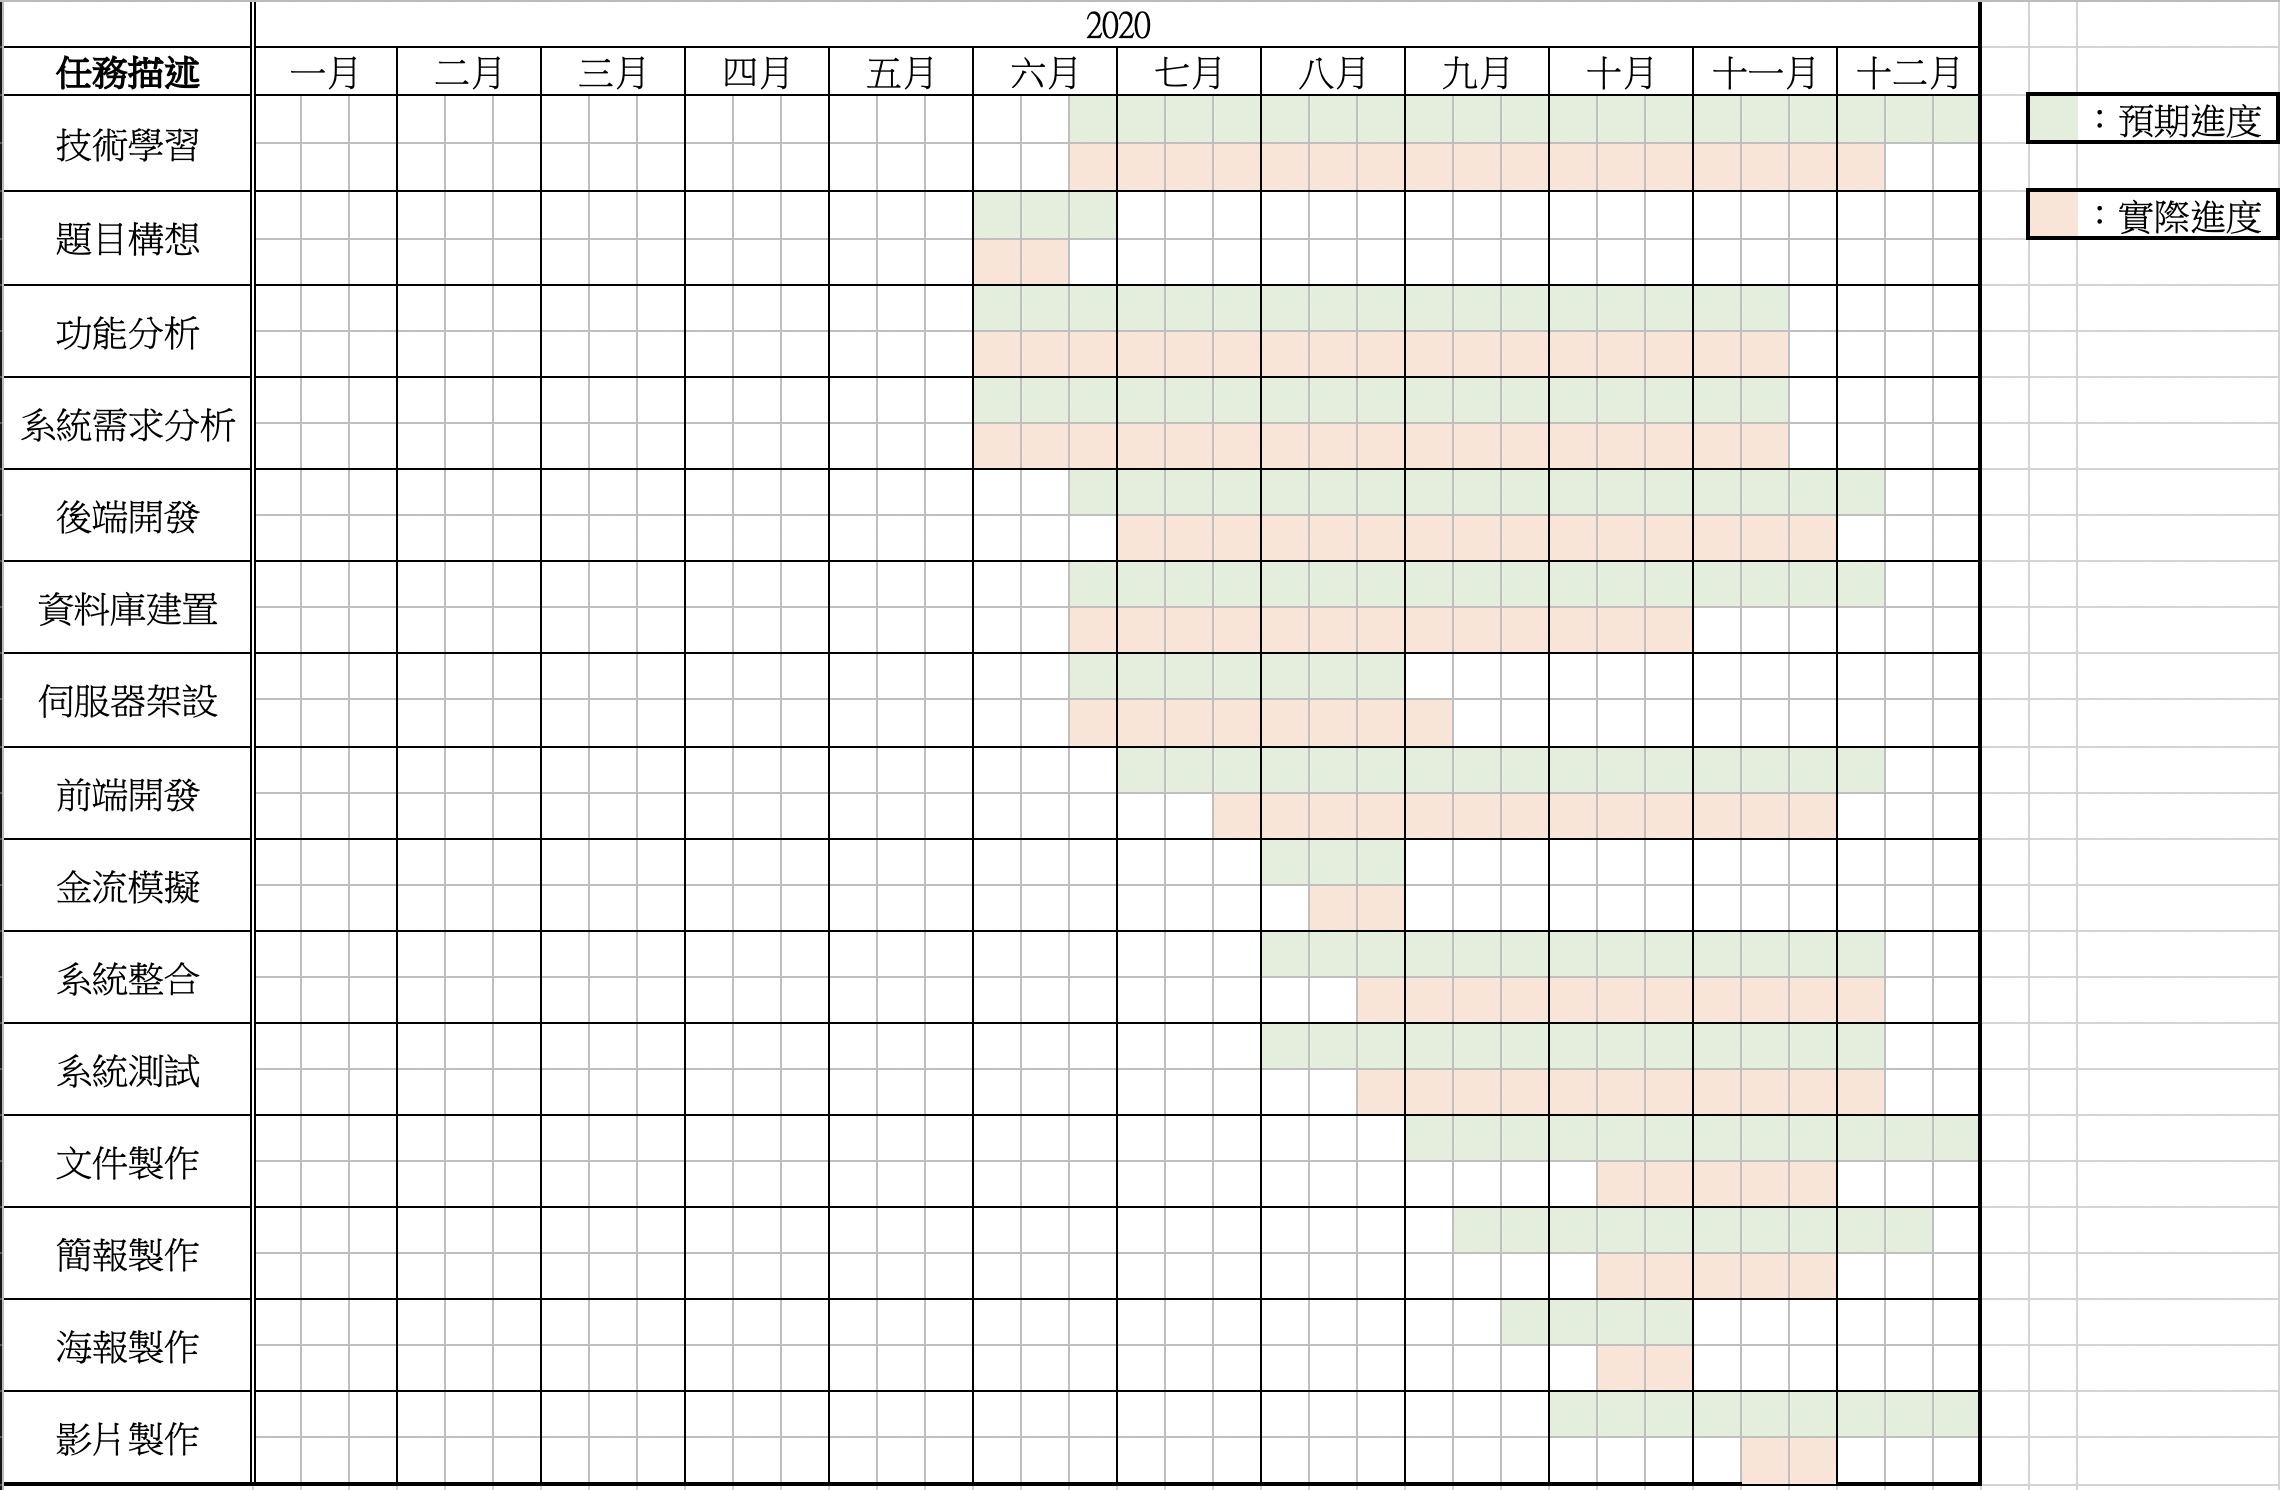 2020
任務描述 一月 二月 三月 四月 五月 六月 七月 八月 九月 十月 十一月 十二月
技術學習
：預期進度
題目構想
：實際進度
功能分析
系統需求分析
後端開發
資料庫建置
伺服器架設
前端開發
金流模擬
系統整合
系統測試
文件製作
簡報製作
海報製作
影片製作